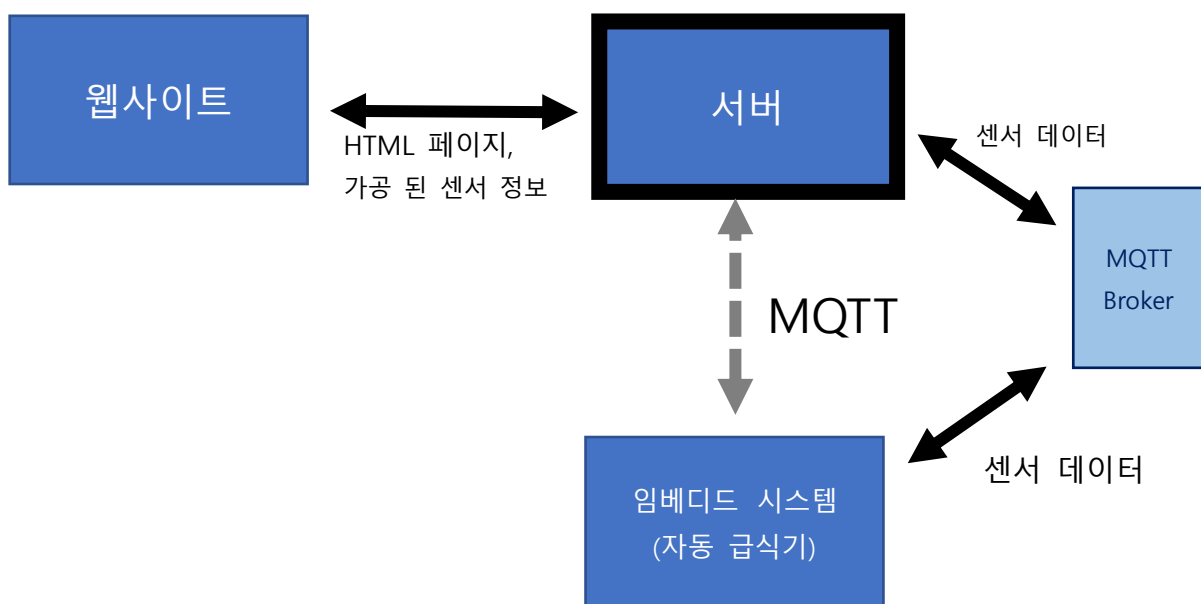 웹사이트
서버
HTML 페이지,
가공 된 센서 정보
센서 데이터
MQTT
Broker
MQTT
센서 데이터
임베디드 시스템
(자동 급식기)